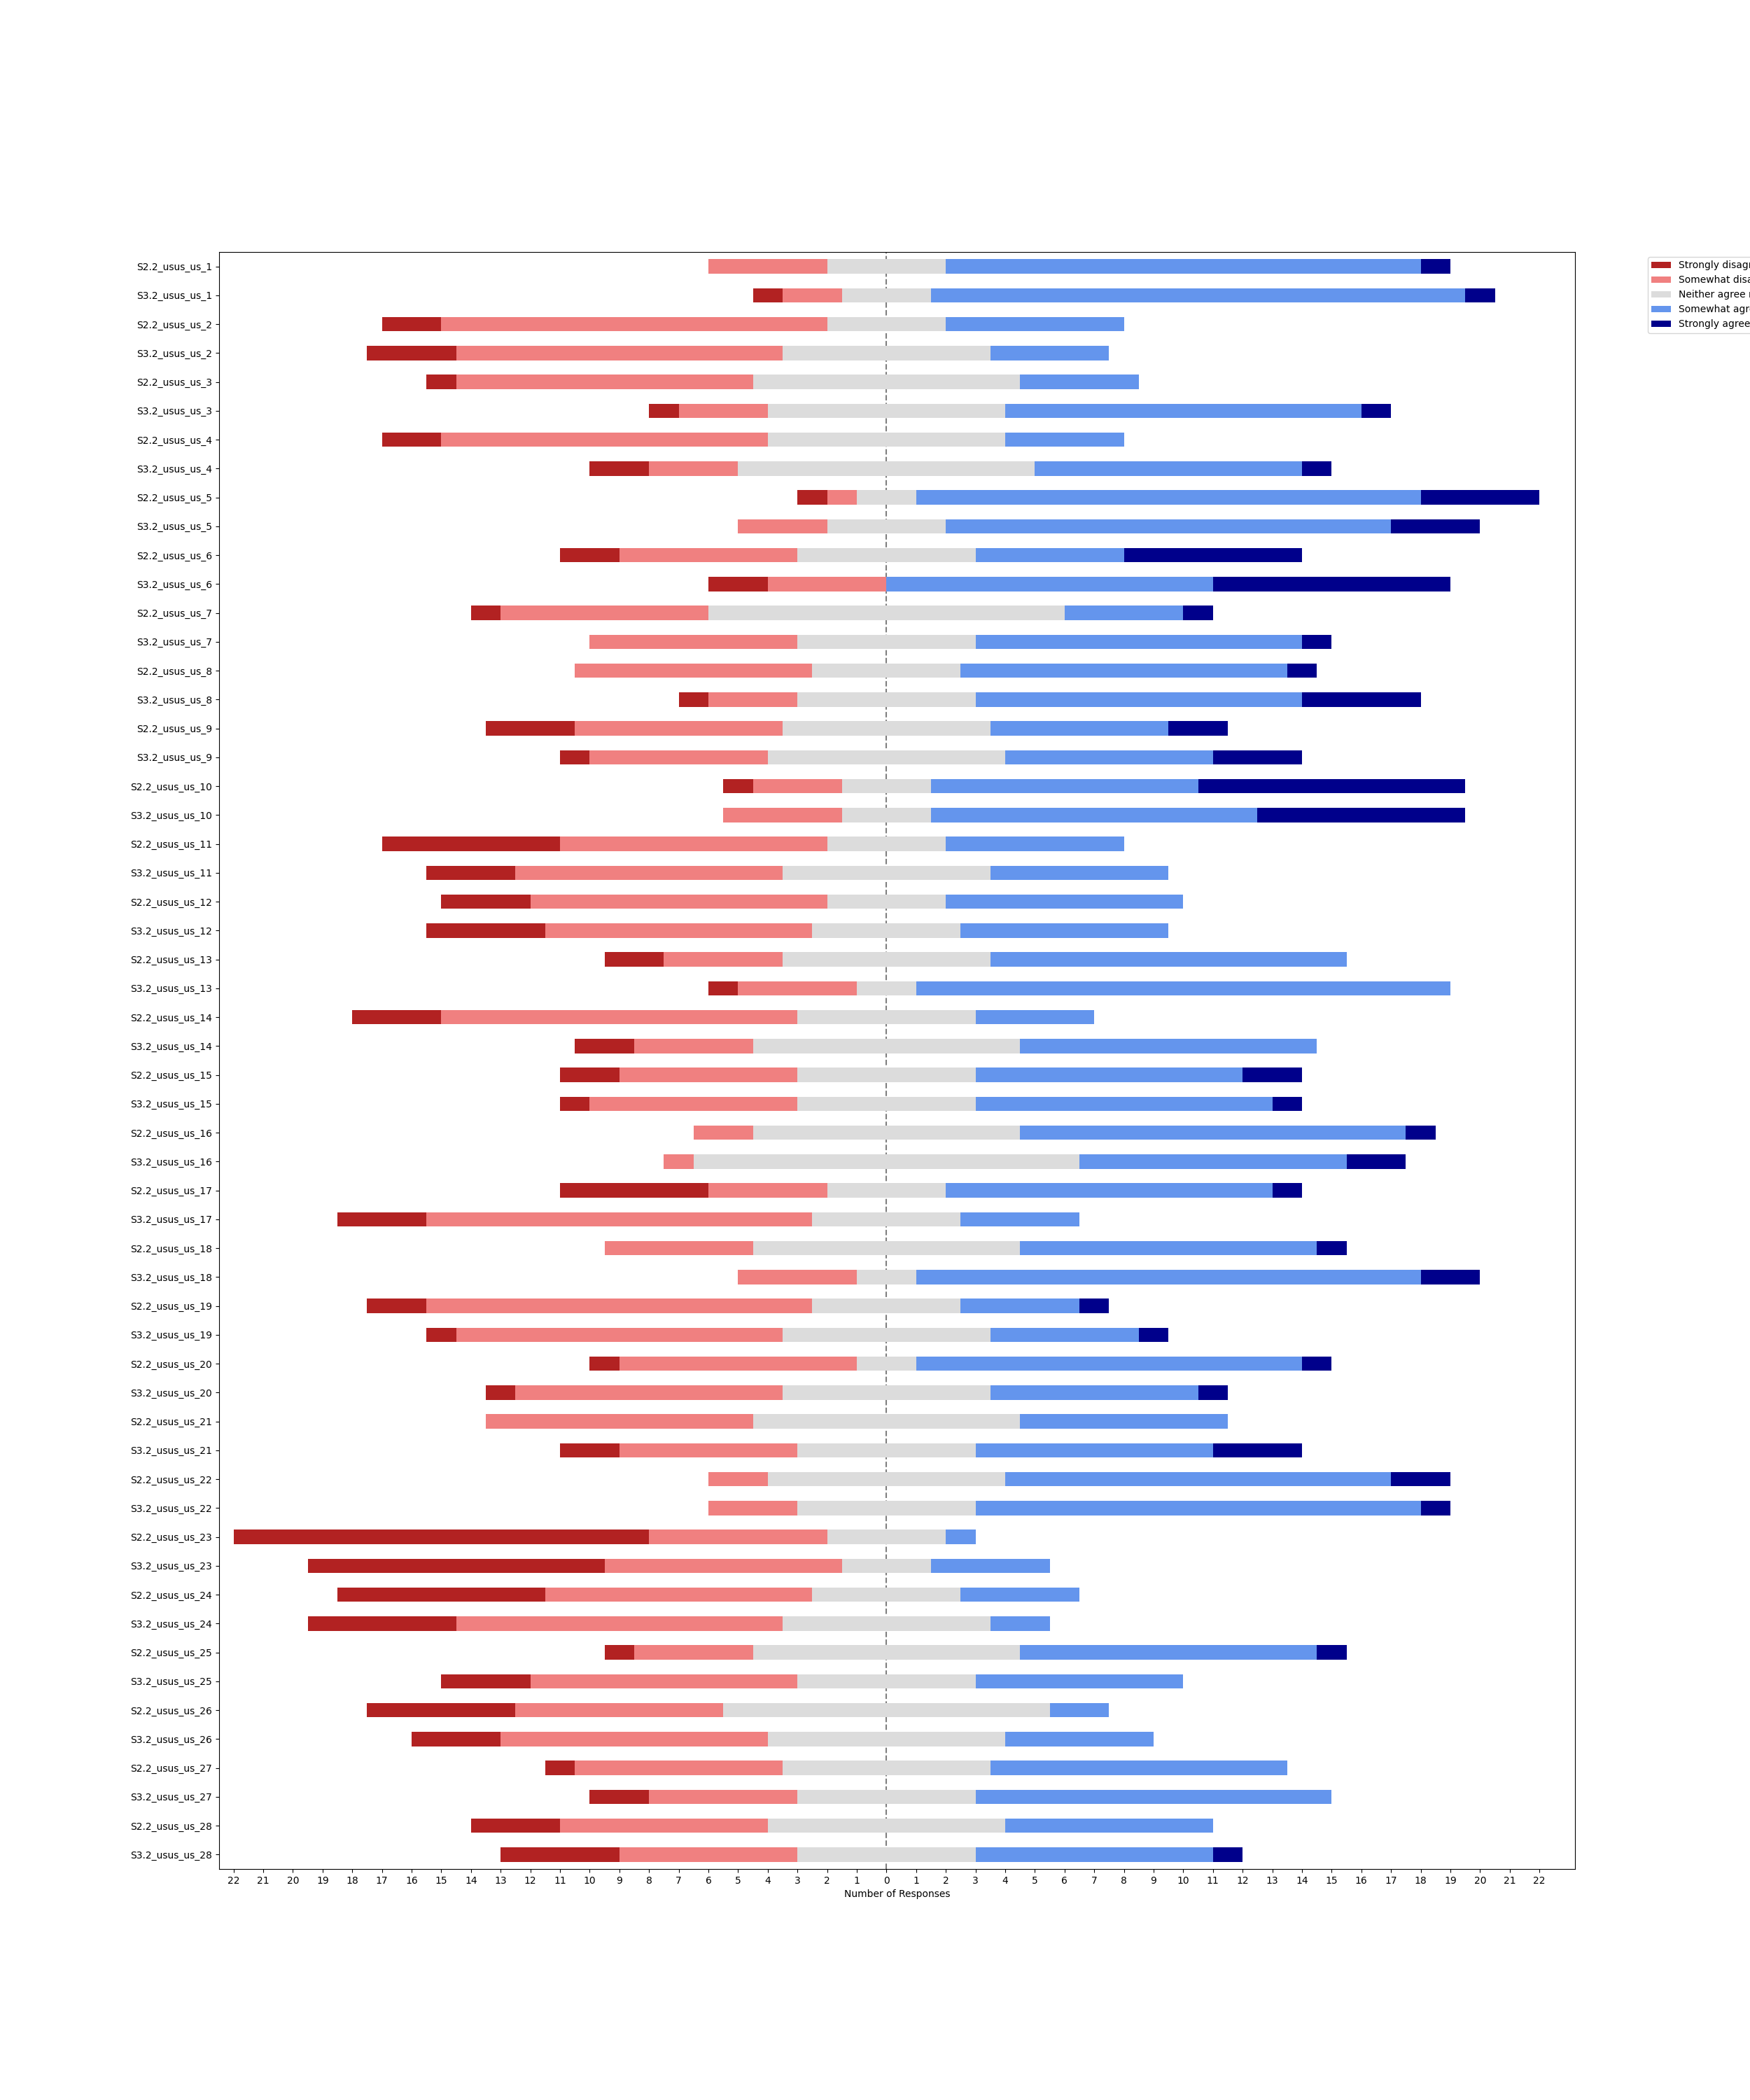 S2.2_usus_us_1
S3.2_usus_us_1
S2.2_usus_us_2
S3.2_usus_us_2
S2.2_usus_us_3
S3.2_usus_us_3
S2.2_usus_us_4
S3.2_usus_us_4
S2.2_usus_us_5
S3.2_usus_us_5
S2.2_usus_us_6
S3.2_usus_us_6
S2.2_usus_us_7
S3.2_usus_us_7
S2.2_usus_us_8
S3.2_usus_us_8
S2.2_usus_us_9
S3.2_usus_us_9
S2.2_usus_us_10
S3.2_usus_us_10
S2.2_usus_us_11
S3.2_usus_us_11
S2.2_usus_us_12
S3.2_usus_us_12
S2.2_usus_us_13
S3.2_usus_us_13
S2.2_usus_us_14
S3.2_usus_us_14
S2.2_usus_us_15
S3.2_usus_us_15
S2.2_usus_us_16
S3.2_usus_us_16
S2.2_usus_us_17
S3.2_usus_us_17
S2.2_usus_us_18
S3.2_usus_us_18
S2.2_usus_us_19
S3.2_usus_us_19
S2.2_usus_us_20
S3.2_usus_us_20
S2.2_usus_us_21
S3.2_usus_us_21
S2.2_usus_us_22
S3.2_usus_us_22
S2.2_usus_us_23
S3.2_usus_us_23
S2.2_usus_us_24
S3.2_usus_us_24
S2.2_usus_us_25
S3.2_usus_us_25
S2.2_usus_us_26
S3.2_usus_us_26
S2.2_usus_us_27
S3.2_usus_us_27
S2.2_usus_us_28
S3.2_usus_us_28
22 21 20 19 18 17 16 15 14 13 12 11 10 9 8 7 6 5 4 3 2 1 0 1 2 3 4 5 6 7 8 9 10 11 12 13 14 15 16 17 18 19 20 21 22
Number of Responses
Strongly disag
Somewhat disa
Neither agree
Somewhat agr
Strongly agree